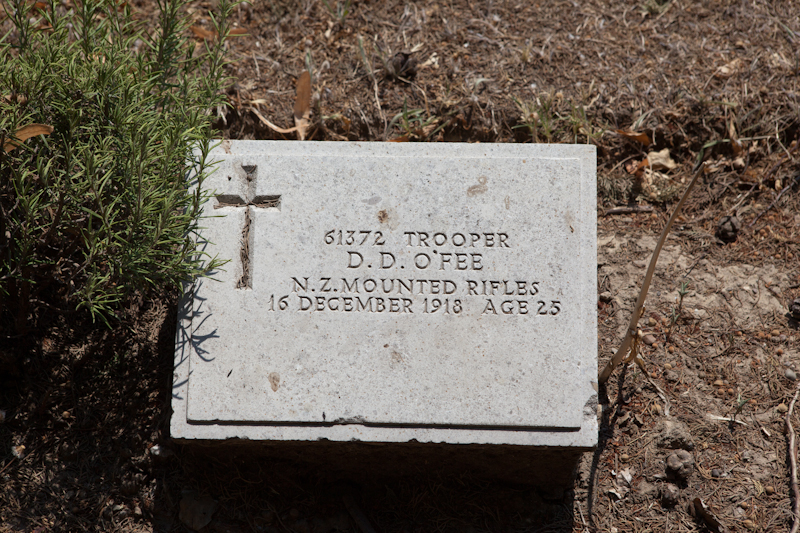 61372 TROOPER
D. D. O'FEE
N.Z. MOUNTED RIFLES
16 DECEMBER 1918 AGE 25